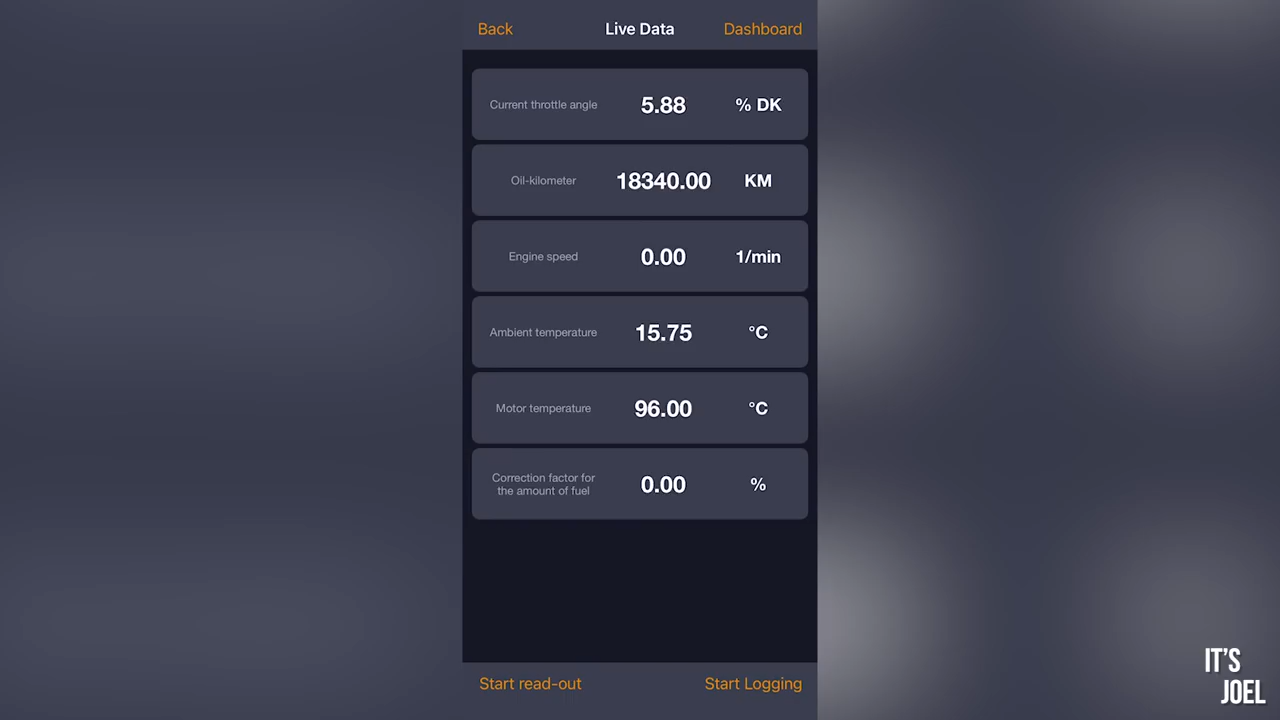 Back Live Data Dashboard
Current throttle angle 5.88 % DK
Oil-kilometer 18340.00 KM
Engine speed 0.00 1/min
Ambient temperature 15.75 °C
Motor temperature 96.00 °C
Correction factor for
the amount of fuel 0.00 %
Start read-out Start Logging
IT'S
JOEL